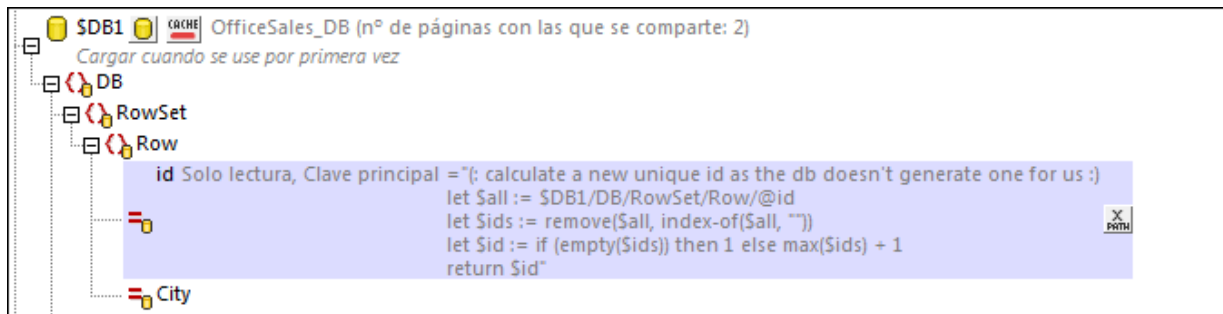 $DB1 CACHE OfficeSales_DB (nº de páginas con las que se comparte: 2)
Cargar cuando se use por primera vez
DB
RowSet
Row
id Solo lectura, Clave principal ="(: calculate a new unique id as the db doesn't generate one for us :)
let $all := $DB1/DB/RowSet/Row/@id
let $ids := remove($all, index-of($all, ""))
let $id := if (empty($ids)) then 1 else max($ids) + 1
return $id"
X PATH
City